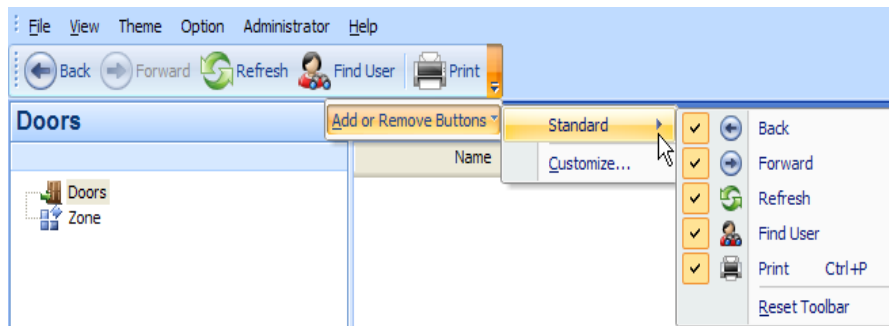 File View Theme Option Administrator Help
Back Forward Refresh Find User Print
Doors
Add or Remove Buttons
Standard
Customize...
Name
Doors
Zone
Back
Forward
Refresh
Find User
Print Ctrl+P
Reset Toolbar